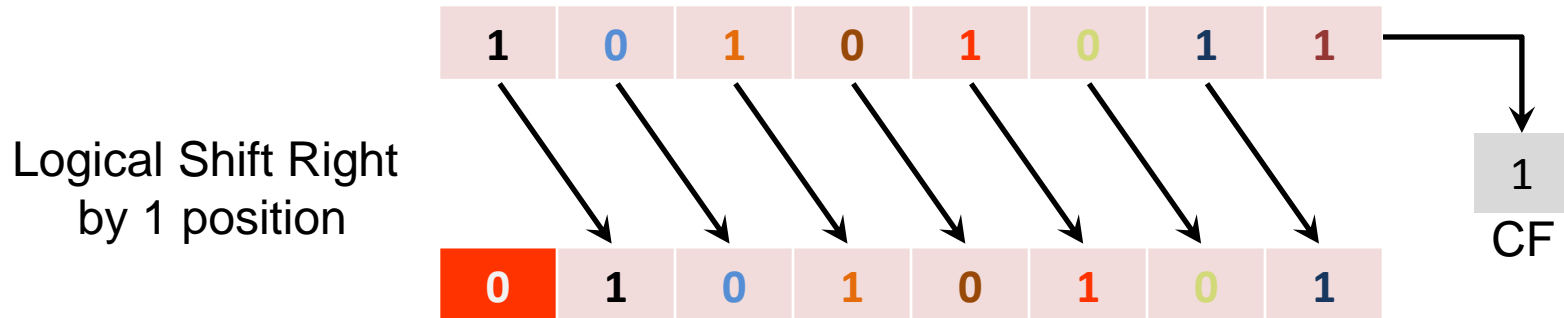 1 0 1 0 1 0 1 1
Logical Shift Right
by 1 position
1
CF
0 1 0 1 0 1 0 1